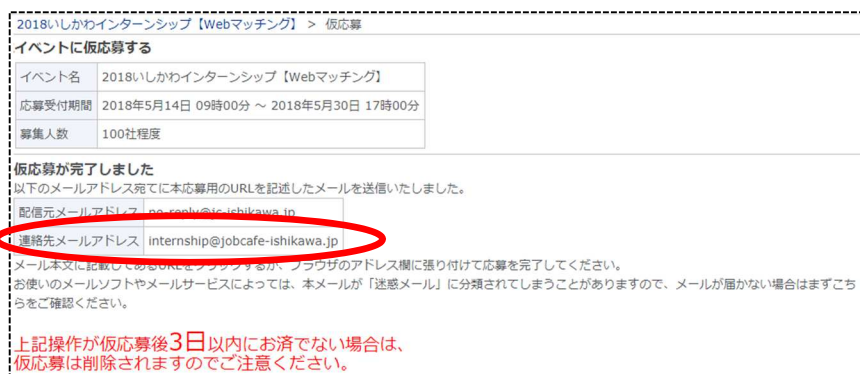 2018いしかわインターンシップ【Webマッチング】 > 仮応募
イベントに仮応募する
イベント名 2018いしかわインターンシップ【Webマッチング】
応募受付期間 2018年5月14日 09時00分 ～ 2018年5月30日 17時00分
募集人数 100社程度
仮応募が完了しました
以下のメールアドレス宛てに本応募用のURLを記述したメールを送信いたしました。
配信元メールアドレス no-reply@jc-ishikawa.jp
連絡先メールアドレス internship@jobcafe-ishikawa.jp
メール本文に記載してあるURLをクリックするか、ブラウザのアドレス欄に張り付けて応募を完了してください。
お使いのメールソフトやメールサービスによっては、本メールが「迷惑メール」に分類されてしまうことがありますので、メールが届かない場合はまずこち
らをご確認ください。
上記操作が仮応募後3日以内にお済でない場合は、
仮応募は削除されますのでご注意ください。